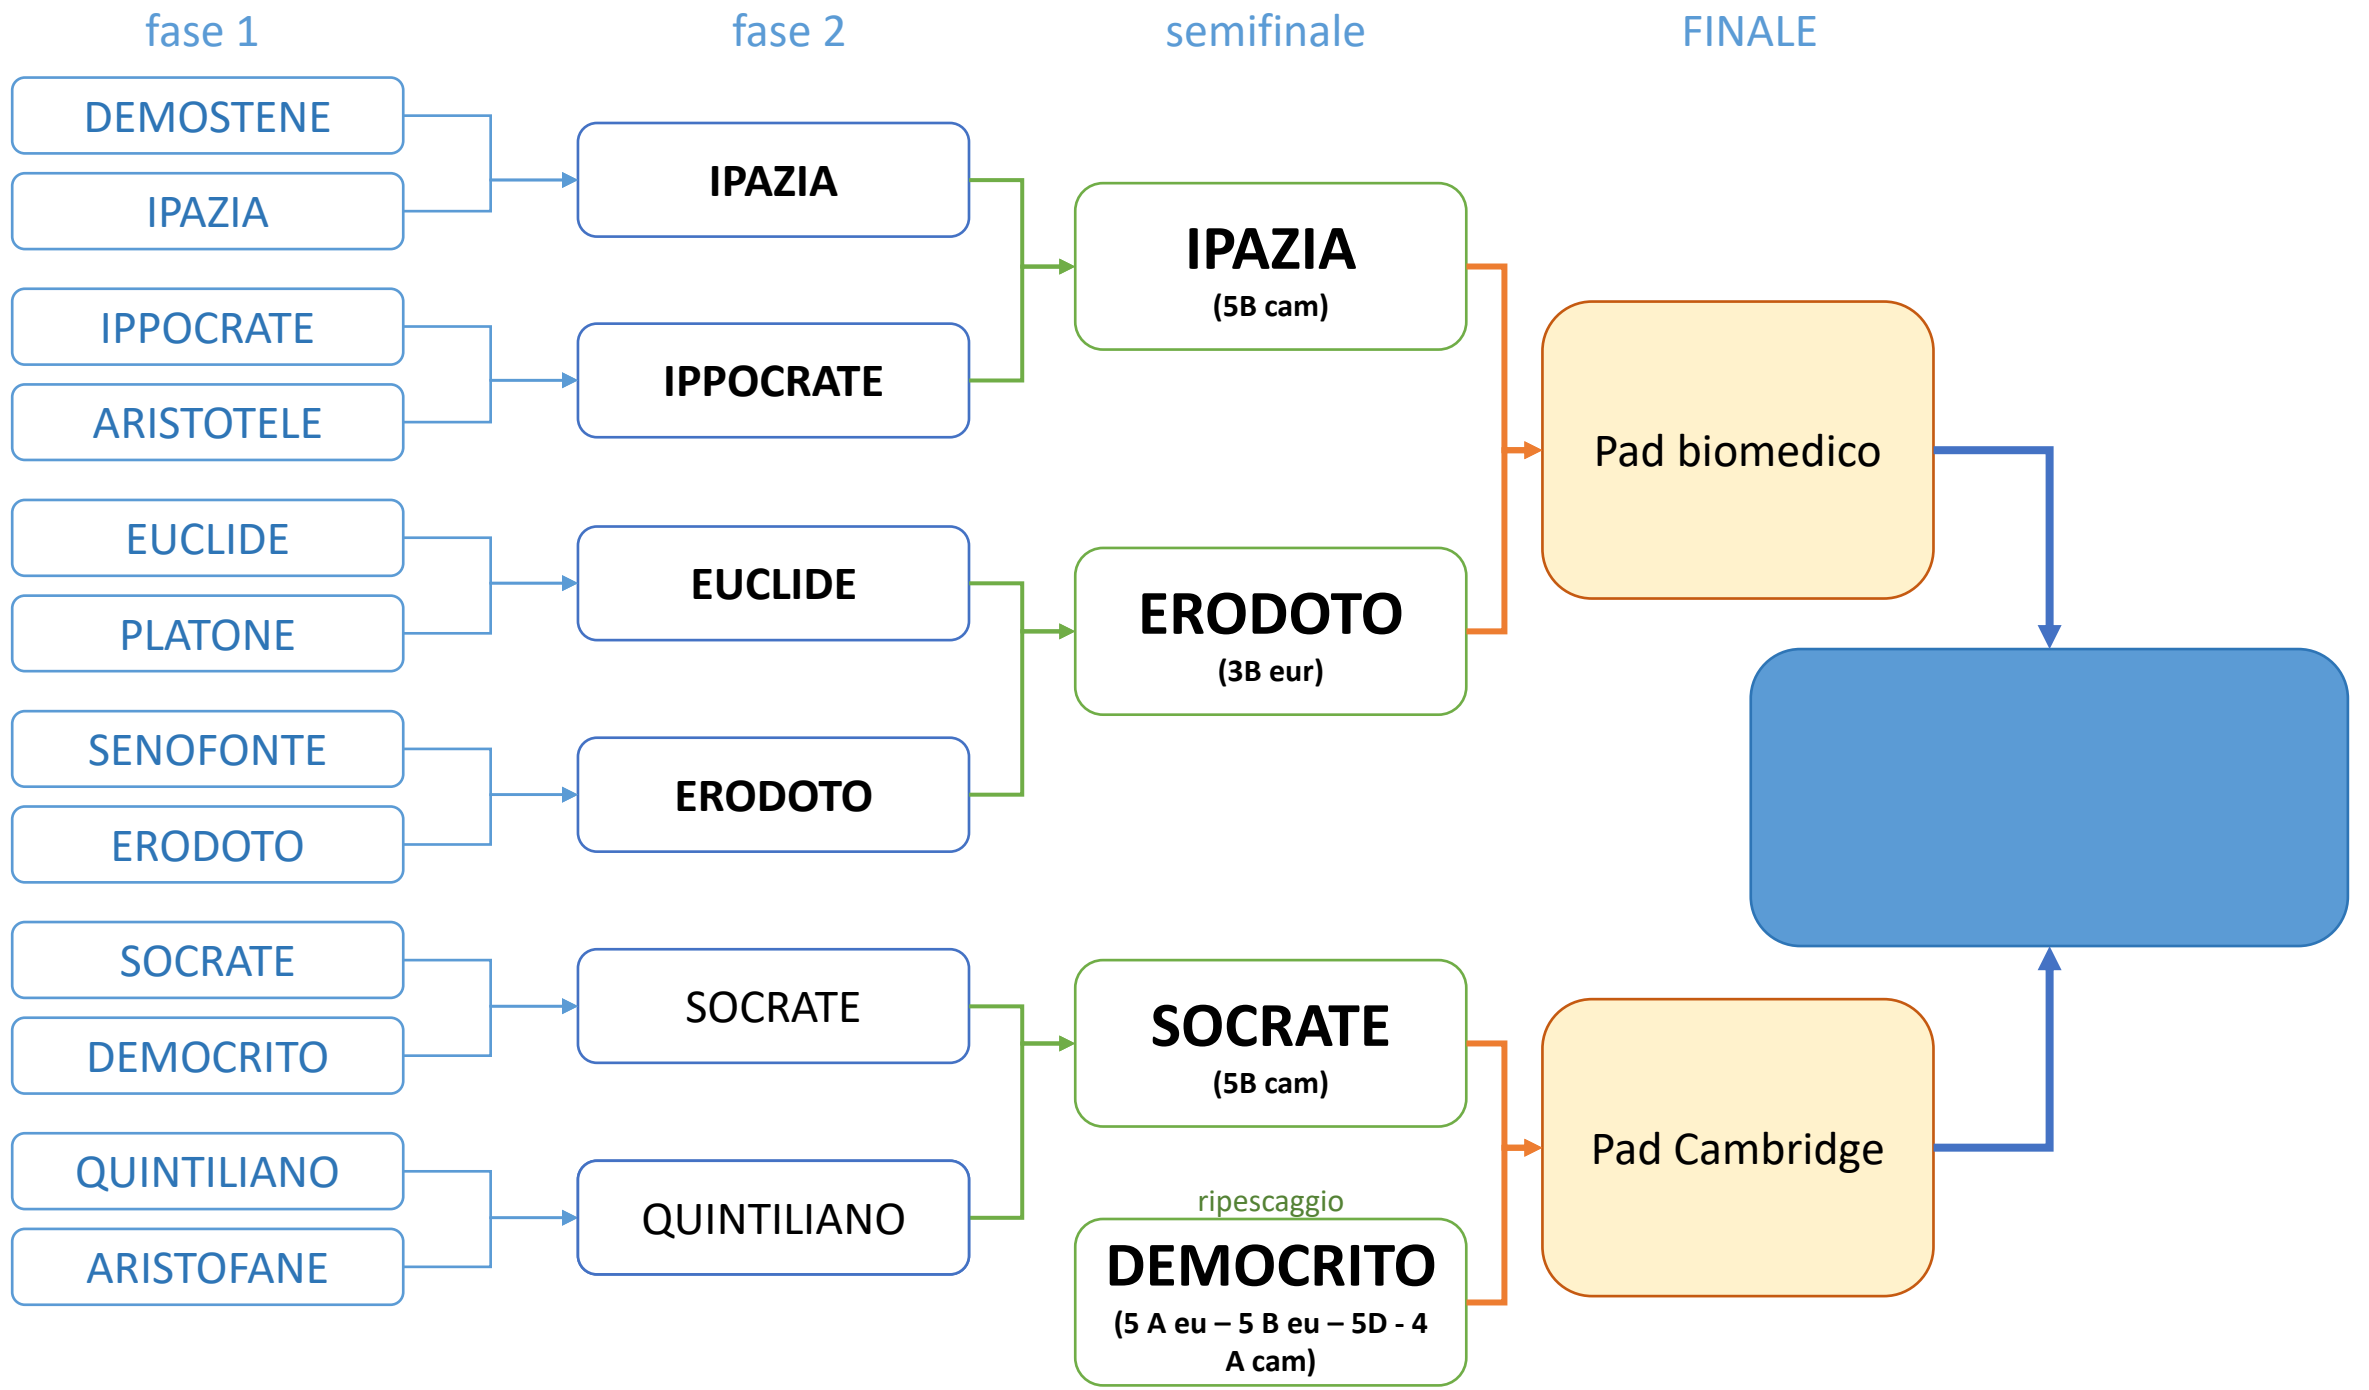 fase 1
fase 2
semifinale
FINALE
DEMOSTENE
IPAZIA
IPPOCRATE
ARISTOTELE
EUCLIDE
PLATONE
SENOFONTE
ERODOTO
SOCRATE
DEMOCRITO
QUINTILIANO
ARISTOFANE
IPAZIA
IPPOCRATE
EUCLIDE
ERODOTO
SOCRATE
QUINTILIANO
IPAZIA
(5B cam)
ERODOTO
(3B eur)
SOCRATE
(5B cam)
ripescaggio
DEMOCRITO
(5 A eu – 5 B eu – 5D - 4
A cam)
Pad biomedico
Pad Cambridge